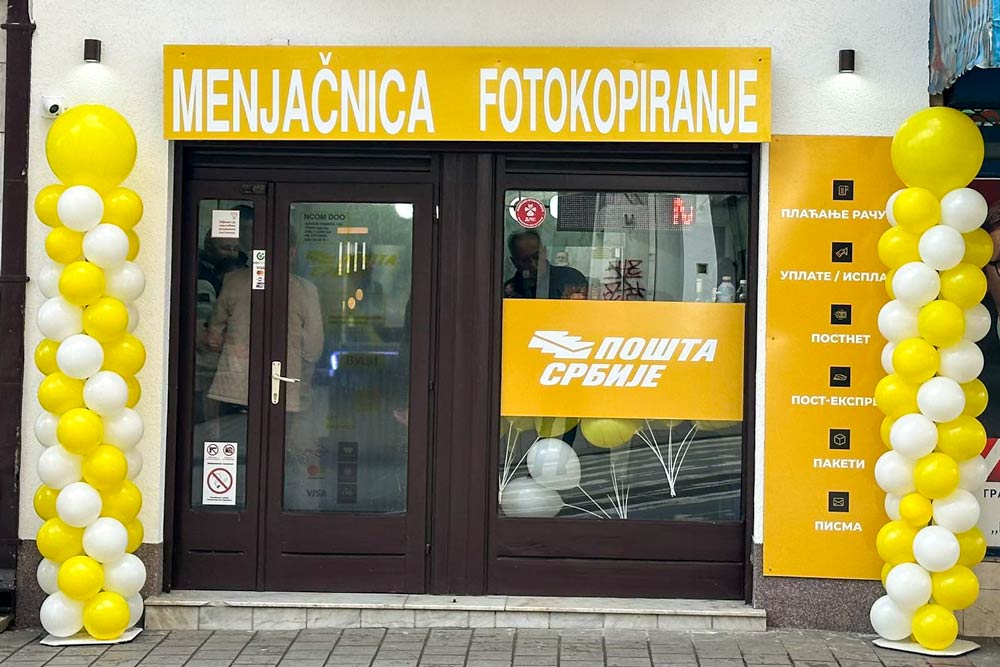 MENJAČNICA FOTOKOPIRANJE
NCOM DOO
ПОШТА
СРБИЈЕ
VISA
ПЛАЋАЊЕ РАЧУ
УПЛАТЕ / ИСПЛА
ПОСТНЕТ
ПОСТ-ЕКСПРЕ
ПАКЕТИ
ПИСМА